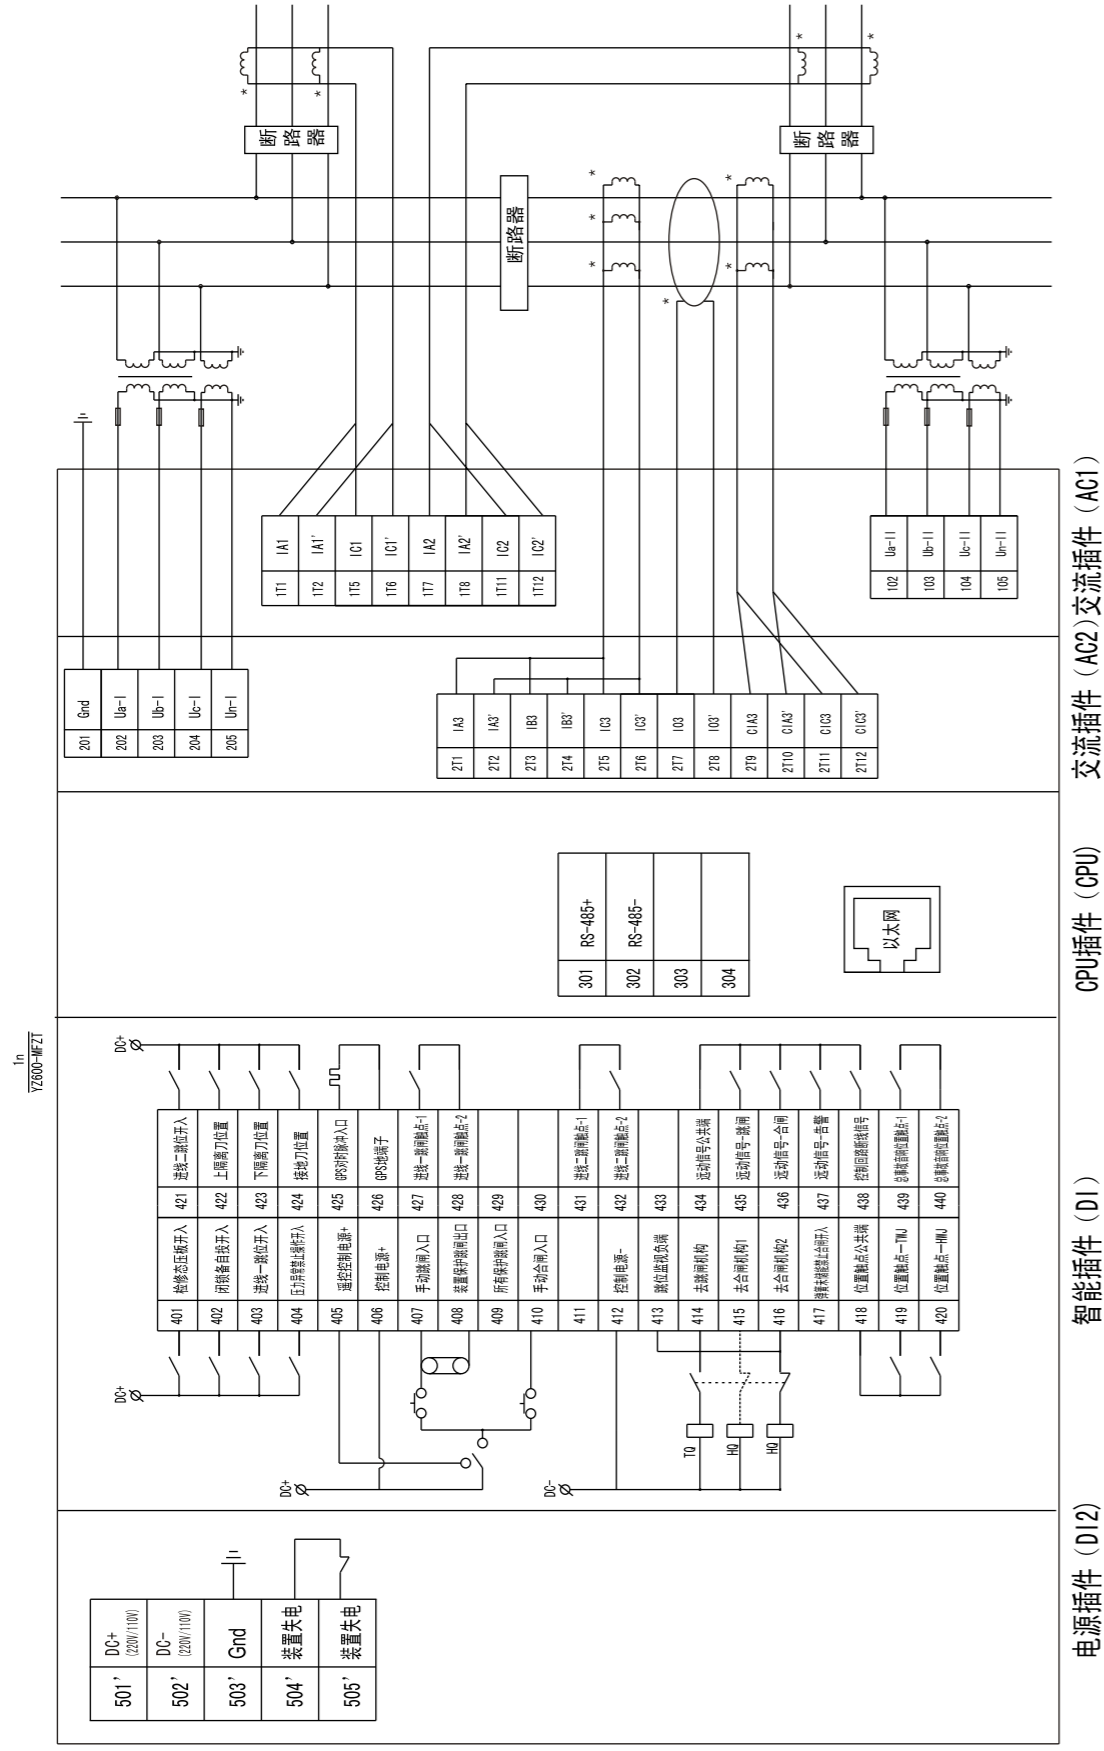 1n
YZ600-MFZT
断路器
断路器
断路器
*
*
*
*
*
*
*
*
*
*
201 Gnd
202 Ua-I
203 Ub-I
204 Uc-I
205 Un-I
1T1 IA1
1T2 IA1'
1T5 IC1
1T6 IC1'
1T7 IA2
1T8 IA2'
1T11 IC2
1T12 IC2'
102 Ua-II
103 Ub-II
104 Uc-II
105 Un-II
交流插件（AC1）
2T1 IA3
2T2 IA3'
2T3 IB3
2T4 IB3'
2T5 IC3
2T6 IC3'
2T7 IO3
2T8 IO3'
2T9 CIA3
2T10 CIA3'
2T11 CIC3
2T12 CIC3'
交流插件（AC2）
301 RS-485+
302 RS-485-
303
304
以太网
CPU插件（CPU）
DC+
421 进线二跳位开入
422 上隔离刀位置
423 下隔离刀位置
424 接地刀位置
425 GPS对时脉冲入口
426 GPS地端子
427 进线一跳闸触点-1
428 进线一跳闸触点-2
429
430
431 进线二跳闸触点-1
432 进线二跳闸触点-2
433
434 远动信号公共端
435 远动信号-跳闸
436 远动信号-合闸
437 远动信号-告警
438 控制回路断线信号
439 总事故音响位置触点-1
440 总事故音响位置触点-2
401 检修态压板开入
402 闭锁备自投开入
403 进线一跳位开入
404 压力异常禁止操作开入
405 遥控控制电源+
406 控制电源+
407 手动跳闸入口
408 装置保护跳闸出口
409 所有保护跳闸入口
410 手动合闸入口
411
412 控制电源-
413 跳位监视负端
414 去跳闸机构
415 去合闸机构1
416 去合闸机构2
417 弹簧未储能禁止合闸开入
418 位置触点公共端
419 位置触点一TWJ
420 位置触点一HWJ
DC+
DC+
DC-
TQ
HQ
HQ
智能插件（DI）
501' DC+
(220V/110V)
502' DC-
(220V/110V)
503' Gnd
504' 装置失电
505' 装置失电
电源插件（DI2）